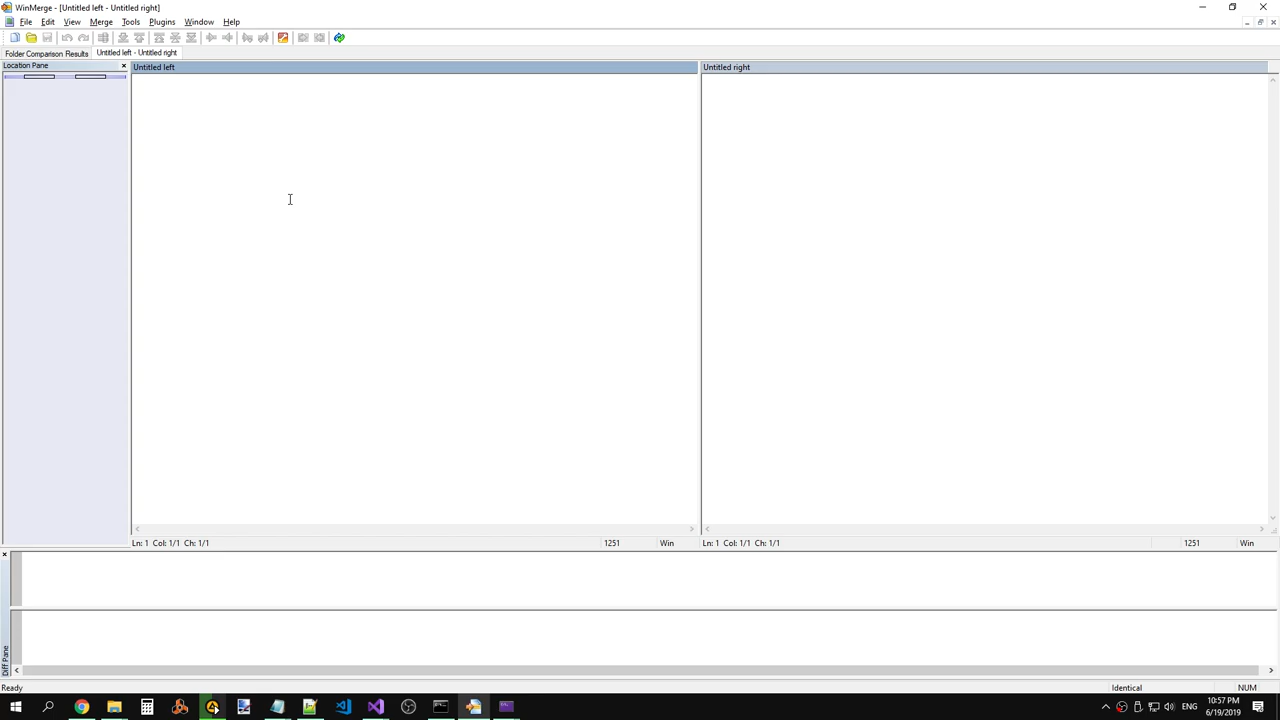 WinMerge - [Untitled left - Untitled right]
File Edit View Merge Tools Plugins Window Help
Folder Comparison Results Untitled left - Untitled right
Location Pane
Untitled left Untitled right
Ln: 1 Col: 1/1 Ch: 1/1 1251 Win Ln: 1 Col: 1/1 Ch: 1/1 1251 Win
Diff Pane
Ready Identical NUM
ENG 10:57 PM
6/19/2019